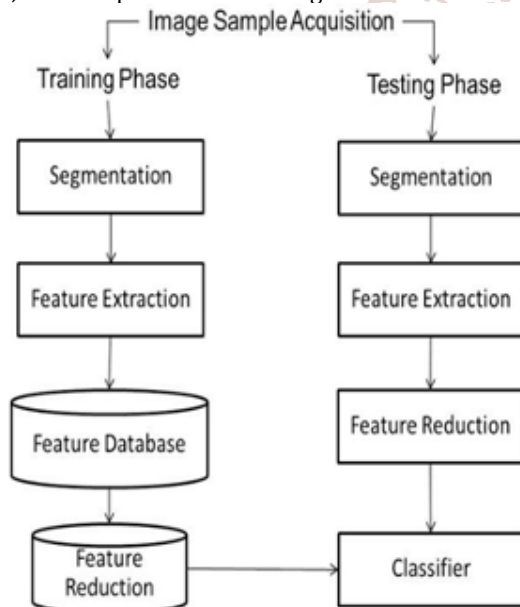 Image Sample Acquisition
Training Phase
Testing Phase
Segmentation
Segmentation
Feature Extraction
Feature Extraction
Feature Database
Feature Reduction
Feature
Reduction
Classifier